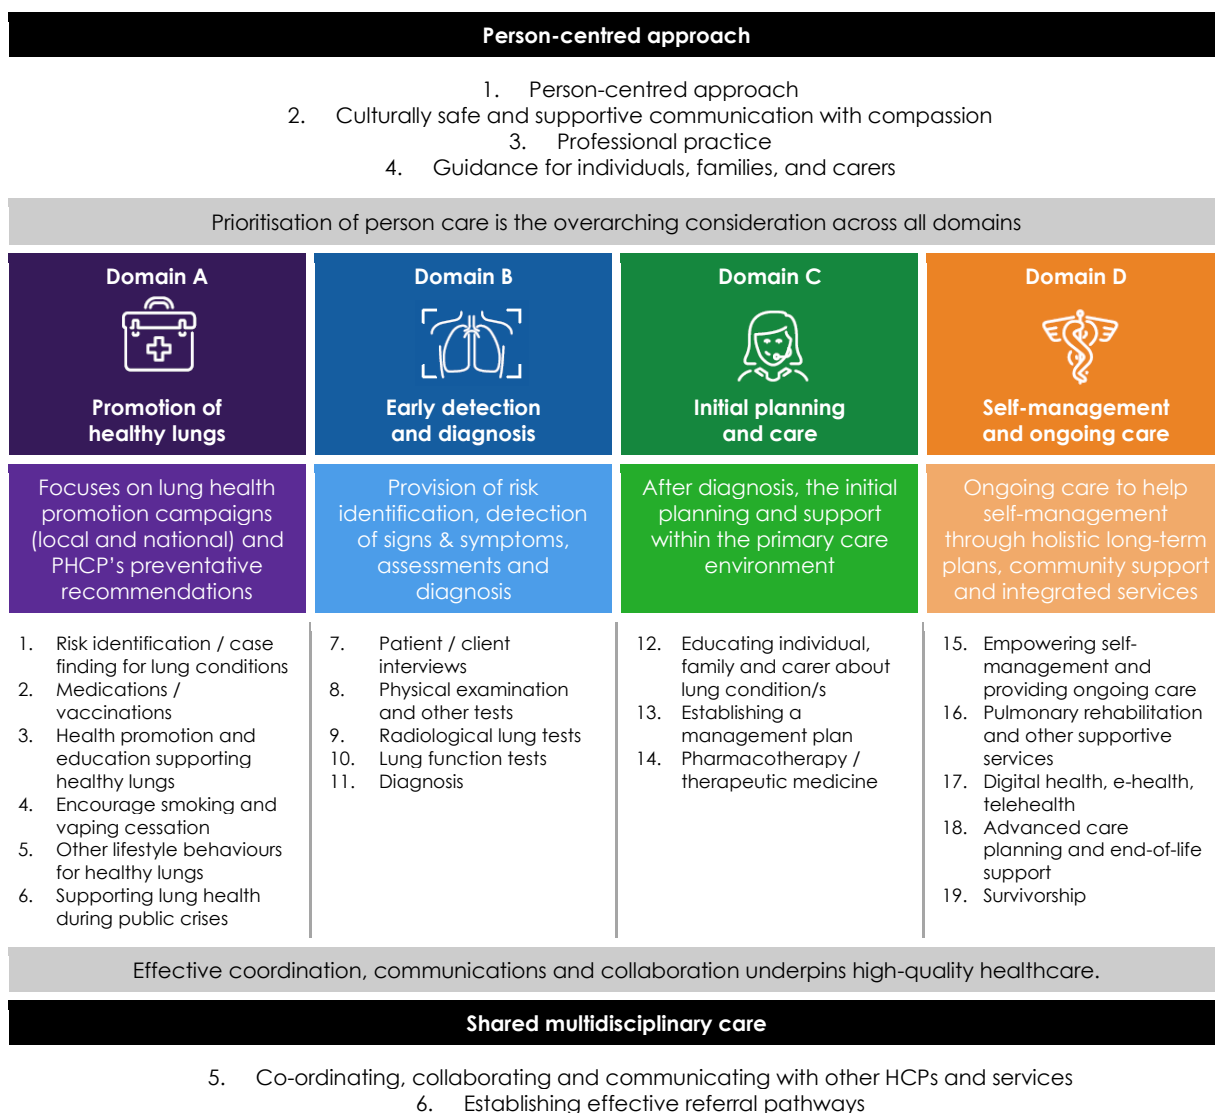 Person-centred approach
1. Person-centred approach
2. Culturally safe and supportive communication with compassion
3. Professional practice
4. Guidance for individuals, families, and carers
Prioritisation of person care is the overarching consideration across all domains
Domain A
Promotion of
healthy lungs
Focuses on lung health
promotion campaigns
(local and national) and
PHCP's preventative
recommendations
1. Risk identification / case
finding for lung conditions
2. Medications /
vaccinations
3. Health promotion and
education supporting
healthy lungs
4. Encourage smoking and
vaping cessation
5. Other lifestyle behaviours
for healthy lungs
6. Supporting lung health
during public crises
Domain B
Early detection
and diagnosis
Provision of risk
identification, detection
of signs & symptoms,
assessments and
diagnosis
7. Patient / client
interviews
8. Physical examination
and other tests
9. Radiological lung tests
10. Lung function tests
11. Diagnosis
Domain C
Initial planning
and care
After diagnosis, the initial
planning and support
within the primary care
environment
12. Educating individual,
family and carer about
lung condition/s
13. Establishing a
management plan
14. Pharmacotherapy /
therapeutic medicine
Domain D
Self-management
and ongoing care
Ongoing care to help
self-management
through holistic long-term
plans, community support
and integrated services
15. Empowering self-
management and
providing ongoing care
16. Pulmonary rehabilitation
and other supportive
services
17. Digital health, e-health,
telehealth
18. Advanced care
planning and end-of-life
support
19. Survivorship
Effective coordination, communications and collaboration underpins high-quality healthcare.
Shared multidisciplinary care
5. Co-ordinating, collaborating and communicating with other HCPs and services
6. Establishing effective referral pathways